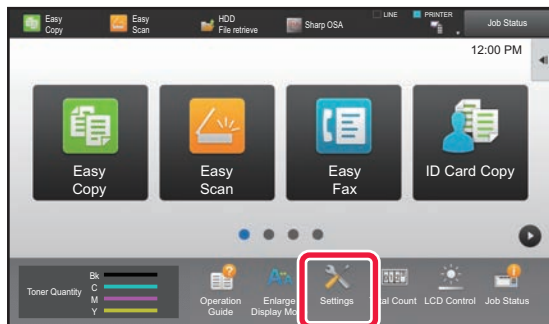 Easy
Copy
Easy
Scan
HDD
File retrieve
Sharp OSA
LINE
PRINTER
Job Status
12:00 PM
Easy
Copy
Easy
Scan
Easy
Fax
ID Card Copy
Toner Quantity
Bk
C
M
Y
Operation
Guide
Enlarge
Display Mo
Settings
tal Count
LCD Control
Job Status